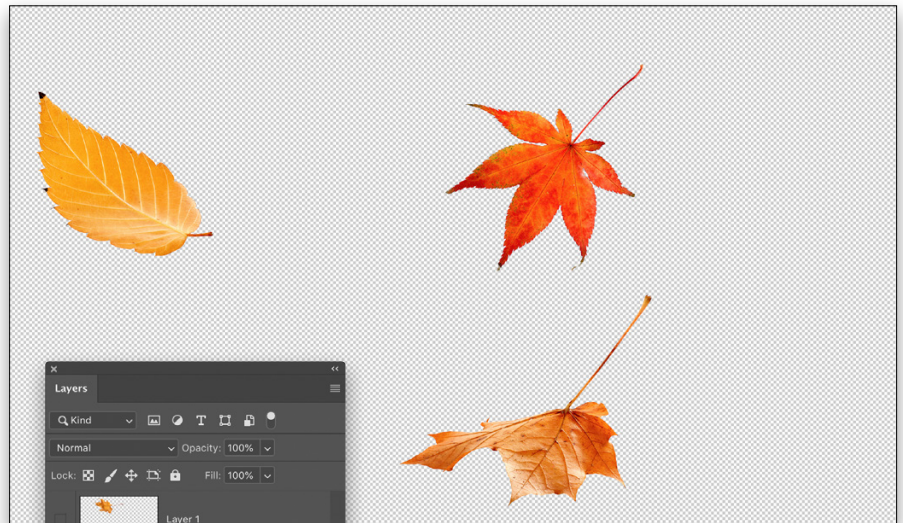 Layers
Kind
Normal Opacity: 100%
Lock: Fill: 100%
Layer 1